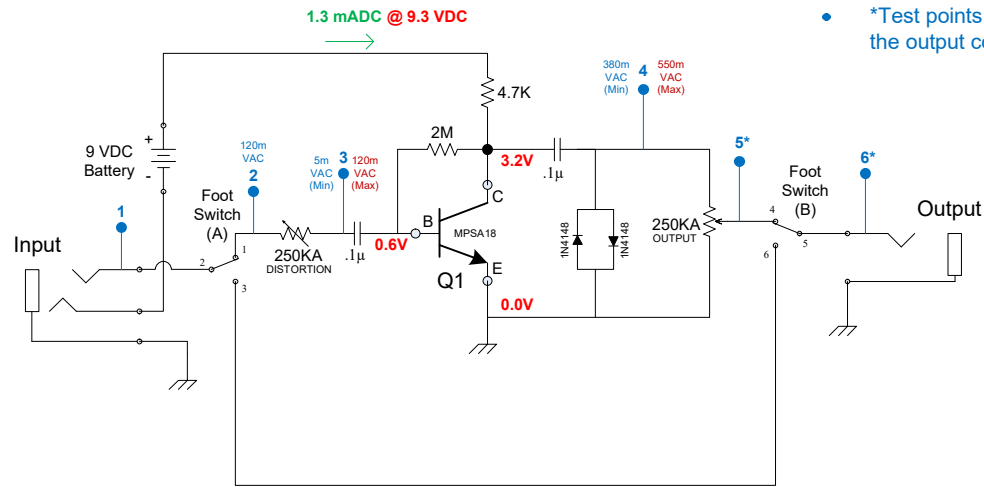 1.3 mADC @ 9.3 VDC
• *Test points
the output co
4.7K
380m
VAC
(Min)
4
550m
VAC
(Max)
2M
+
9 VDC
Battery
-
120m
VAC
2
5m
VAC
(Min)
3
120m
VAC
(Max)
3.2V
.1µ
5*
6*
Foot
Switch
(A)
C
Foot
Switch
(B)
1
B
MPSA18
1N4148
1N4148
250KA
OUTPUT
4
5
6
Output
Input
1
2
3
250KA
DISTORTION
.1µ
0.6V
Q1
E
0.0V